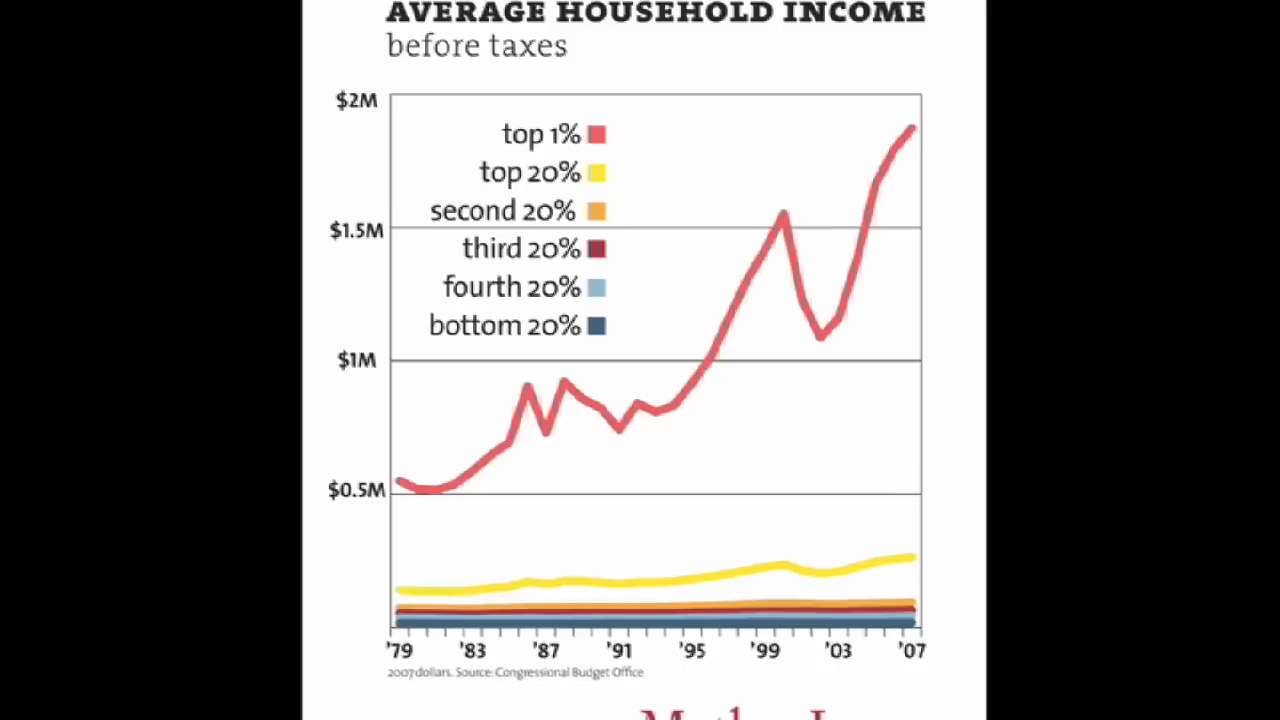 AVERAGE HOUSEHOLD INCOME
before taxes
$2M
top 1%
top 20%
second 20%
$1.5M
third 20%
fourth 20%
bottom 20%
$1M
$0.5M
'79 '83 '87 '91 '95 '99 '03 '07
2007 dollars. Source: Congressional Budget Office